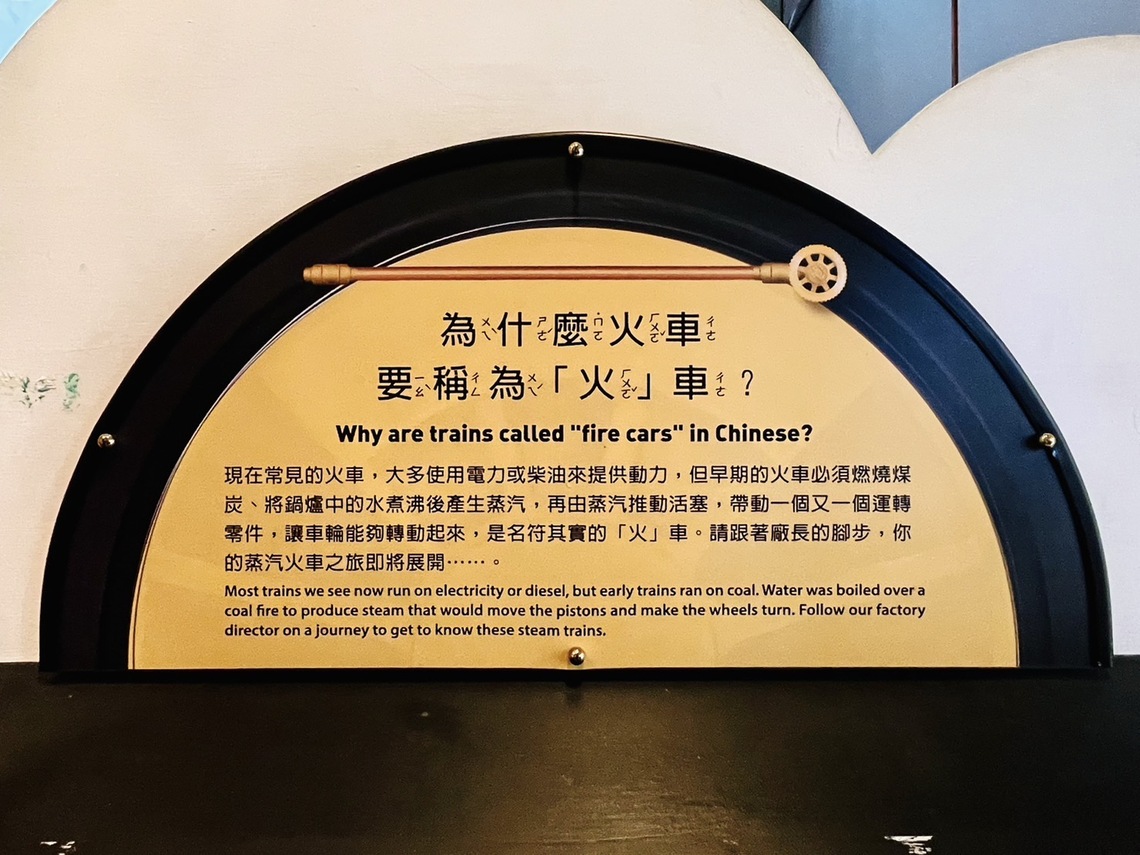 為什麼火車
要稱為「火」車？
Why are trains called "fire cars" in Chinese?
現在常見的火車，大多使用電力或柴油來提供動力，但早期的火車必須燃燒煤
炭、將鍋爐中的水煮沸後產生蒸汽，再由蒸汽推動活塞，帶動一個又一個運轉
零件，讓車輪能夠轉動起來，是名符其實的「火」車。請跟著廠長的腳步，你
的蒸汽火車之旅即將展開……。
Most trains we see now run on electricity or diesel, but early trains ran on coal. Water was boiled over a
coal fire to produce steam that would move the pistons and make the wheels turn. Follow our factory
director on a journey to get to know these steam trains.